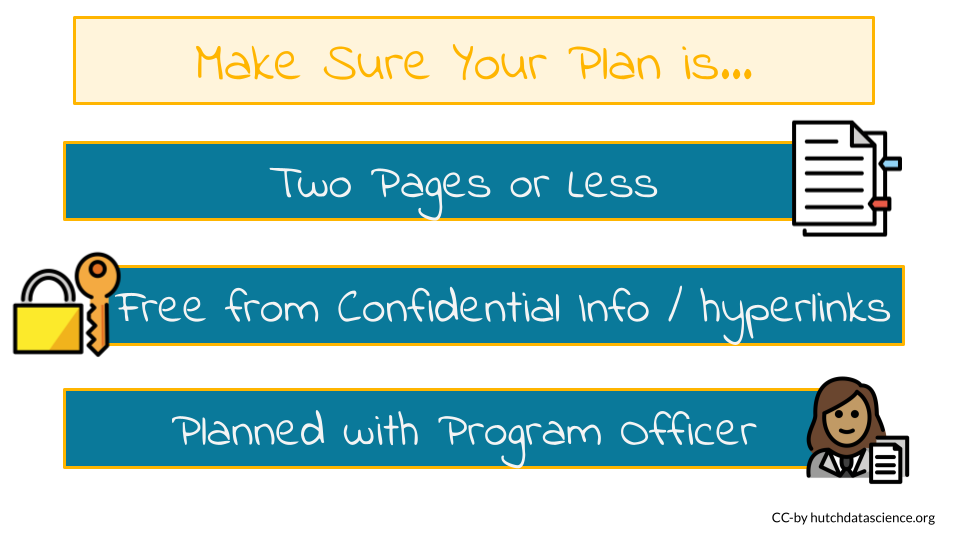 Make Sure Your Plan is...
Two Pages or Less
Free from Confidential Info / hyperlinks
Planned with Program Officer
CC-by hutchdatascience.org